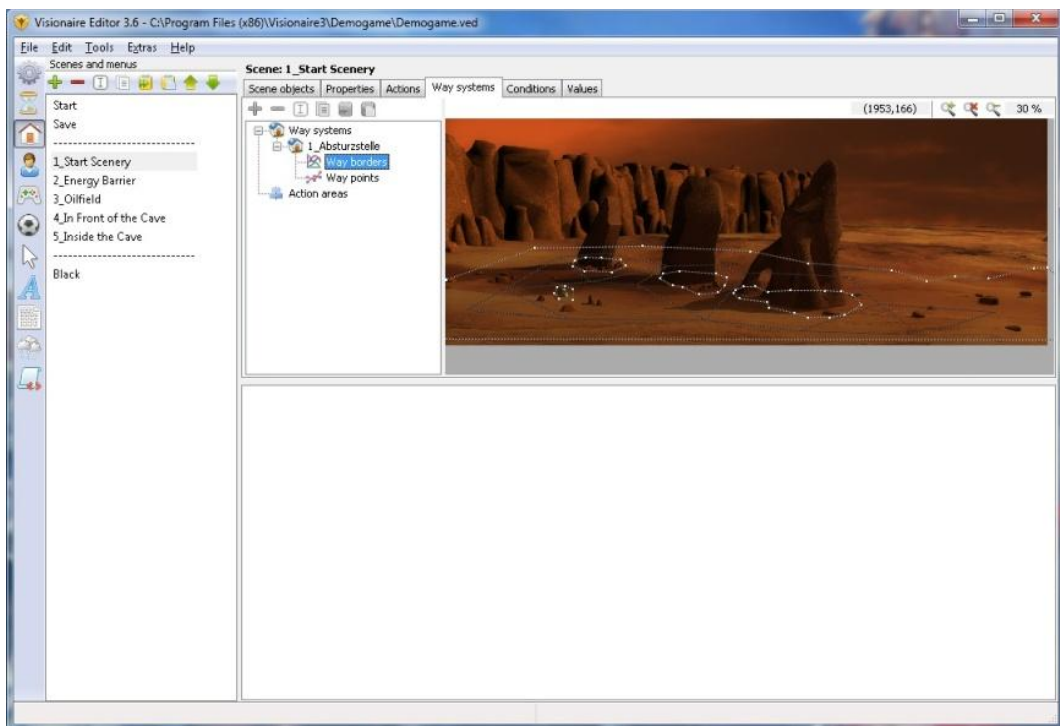 Visionaire Editor 3.6 - C:\Program Files (x86)\Visionaire3\Demogame\Demogame.ved
File Edit Tools Extras Help
Scenes and menus
Start
Save
----------------------------
1_Start Scenery
2_Energy Barrier
3_Oilfield
4_In Front of the Cave
5_Inside the Cave
----------------------------
Black
Scene: 1_Start Scenery
Scene objects Properties Actions Way systems Conditions Values
(1953,166) 30 %
Way systems
1_Absturzstelle
Way borders
Way points
Action areas